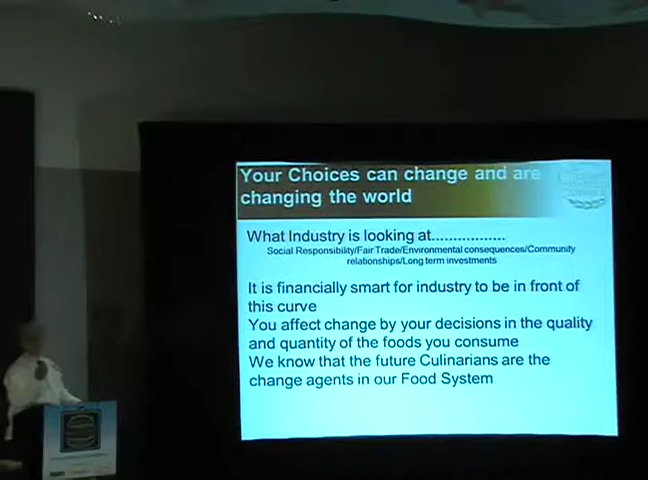 Your Choices can change and are
changing the world
What Industry is looking at.................
Social Responsibility/Fair Trade/Environmental consequences/Community
relationships/Long term investments
It is financially smart for industry to be in front of
this curve
You affect change by your decisions in the quality
and quantity of the foods you consume
We know that the future Culinarians are the
change agents in our Food System